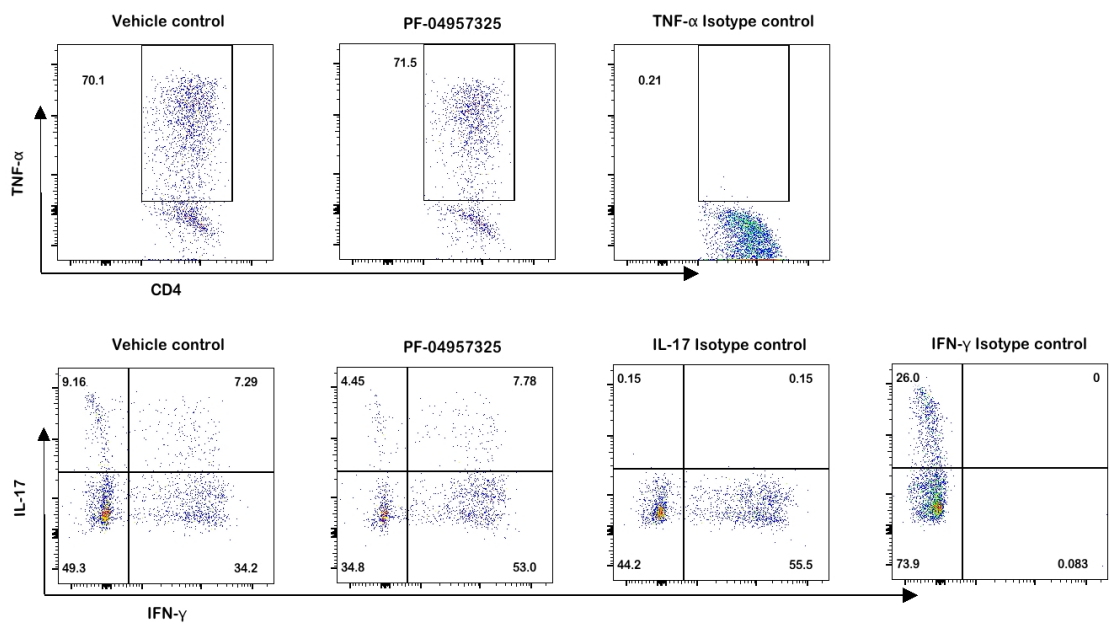 Vehicle control
PF-04957325
TNF-α Isotype control
70.1
71.5
0.21
TNF-α
CD4
Vehicle control
PF-04957325
IL-17 Isotype control
IFN-γ Isotype control
9.16
7.29
4.45
7.78
0.15
0.15
26.0
0
IL-17
49.3
34.2
34.8
53.0
44.2
55.5
73.9
0.083
IFN-γ